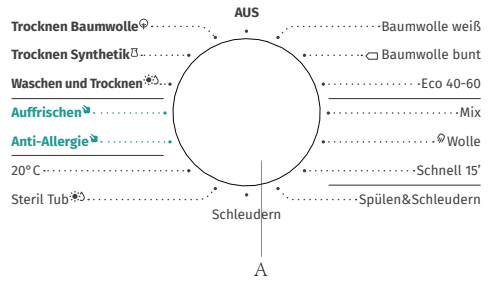 AUS
Trocknen Baumwolle
Trocknen Synthetik
Waschen und Trocknen
Auffrischen
Anti-Allergie
20°C
Steril Tub
Baumwolle weiß
Baumwolle bunt
Eco 40-60
Mix
Wolle
Schnell 15'
Spülen&Schleudern
Schleudern
A